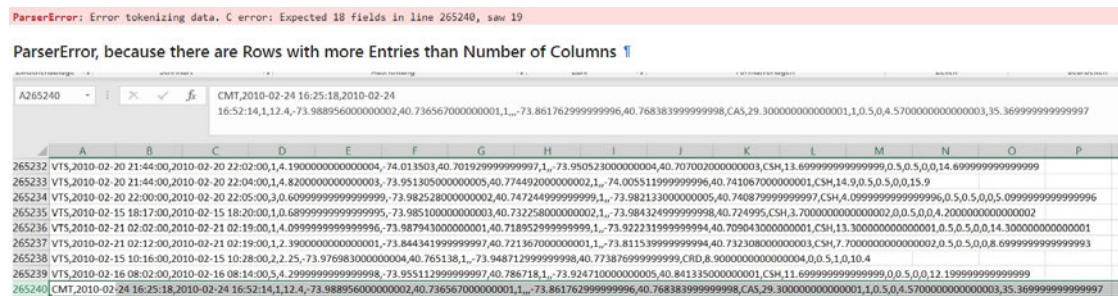 ParserError: Error tokenizing data. C error: Expected 18 fields in line 265240, saw 19
ParserError, because there are Rows with more Entries than Number of Columns ¶
A265240 fx CMT,2010-02-24 16:25:18,2010-02-24
16:52:14,1,12.4,-73.988956000000002,40.736567000000001,1,,,-73.861762999999996,40.768383999999998,CAS,29.300000000000001,1,0.5,0,4.5700000000000003,35.369999999999997
A B C D E F G H I J K L M N O P
265232 VTS,2010-02-20 21:44:00,2010-02-20 22:02:00,1,4.1900000000000004,-74.013503,40.701929999999997,1,,-73.950523000000004,40.707002000000003,CSH,13.699999999999999,0.5,0.5,0,0,14.699999999999999
265233 VTS,2010-02-20 21:44:00,2010-02-20 22:04:00,1,4.8200000000000003,-73.951305000000005,40.774492000000002,1,,-74.005511999999996,40.741067000000001,CSH,14.9,0.5,0.5,0,0,15.9
265234 VTS,2010-02-20 22:00:00,2010-02-20 22:05:00,3,0.60999999999999999,-73.982528000000002,40.747244999999999,1,,-73.982133000000005,40.740879999999997,CSH,4.0999999999999996,0.5,0.5,0,0,5.0999999999999996
265235 VTS,2010-02-15 18:17:00,2010-02-15 18:20:00,1,0.68999999999999995,-73.985100000000003,40.732258000000002,1,,-73.984324999999998,40.724995,CSH,3.7000000000000002,0,0.5,0,0,4.2000000000000002
265236 VTS,2010-02-21 02:02:00,2010-02-21 02:19:00,1,4.0999999999999996,-73.987943000000001,40.718952999999999,1,,-73.922231999999994,40.709043000000001,CSH,13.300000000000001,0.5,0.5,0,0,14.300000000000001
265237 VTS,2010-02-21 02:12:00,2010-02-21 02:19:00,1,2.3900000000000001,-73.844341999999997,40.721367000000001,1,,-73.811539999999994,40.732308000000003,CSH,7.7000000000000002,0.5,0.5,0,0,8.6999999999999993
265238 VTS,2010-02-15 10:16:00,2010-02-15 10:28:00,2,2.25,-73.976983000000004,40.765138,1,,-73.948712999999998,40.773876999999999,CRD,8.9000000000000004,0,0.5,1,0,10.4
265239 VTS,2010-02-16 08:02:00,2010-02-16 08:14:00,5,4.2999999999999998,-73.955112999999997,40.786718,1,,-73.924710000000005,40.841335000000001,CSH,11.699999999999999,0,0.5,0,0,12.199999999999999
265240 CMT,2010-02-24 16:25:18,2010-02-24 16:52:14,1,12.4,-73.988956000000002,40.736567000000001,1,,,-73.861762999999996,40.768383999999998,CAS,29.300000000000001,1,0.5,0,4.5700000000000003,35.369999999999997